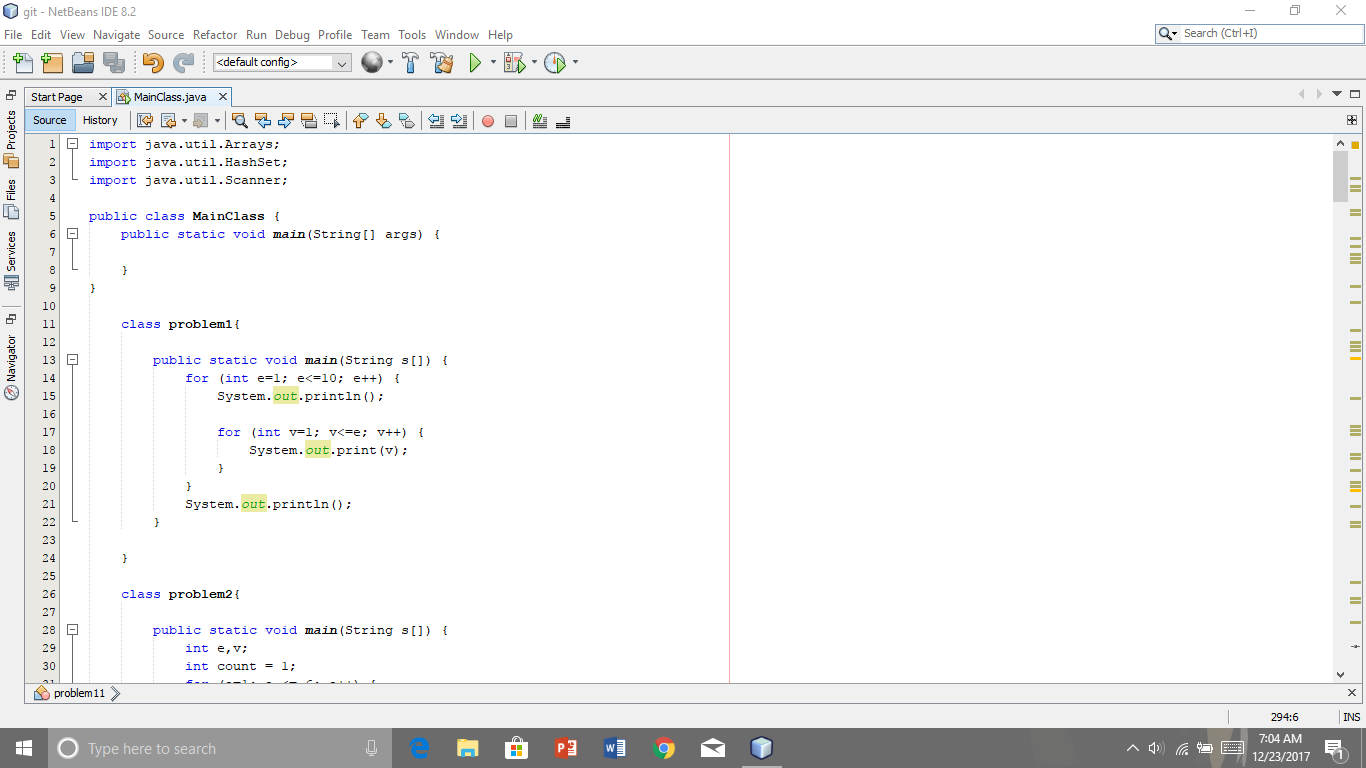 git - NetBeans IDE 8.2
File Edit View Navigate Source Refactor Run Debug Profile Team Tools Window Help
Search (Ctrl+I)
<default config>
Start Page MainClass.java
Source History
Projects
Files
Services
Navigator
1 import java.util.Arrays;
2 import java.util.HashSet;
3 import java.util.Scanner;
4
5 public class MainClass {
6 public static void main(String[] args) {
7
8 }
9 }
10
11 class problem1{
12
13 public static void main(String s[]) {
14 for (int e=1; e<=10; e++) {
15 System.out.println();
16
17 for (int v=1; v<=e; v++) {
18 System.out.print(v);
19 }
20 }
21 System.out.println();
22 }
23
24 }
25
26 class problem2{
27
28 public static void main(String s[]) {
29 int e,v;
30 int count = 1;
problem11
294:6 INS
Type here to search
7:04 AM
12/23/2017
1